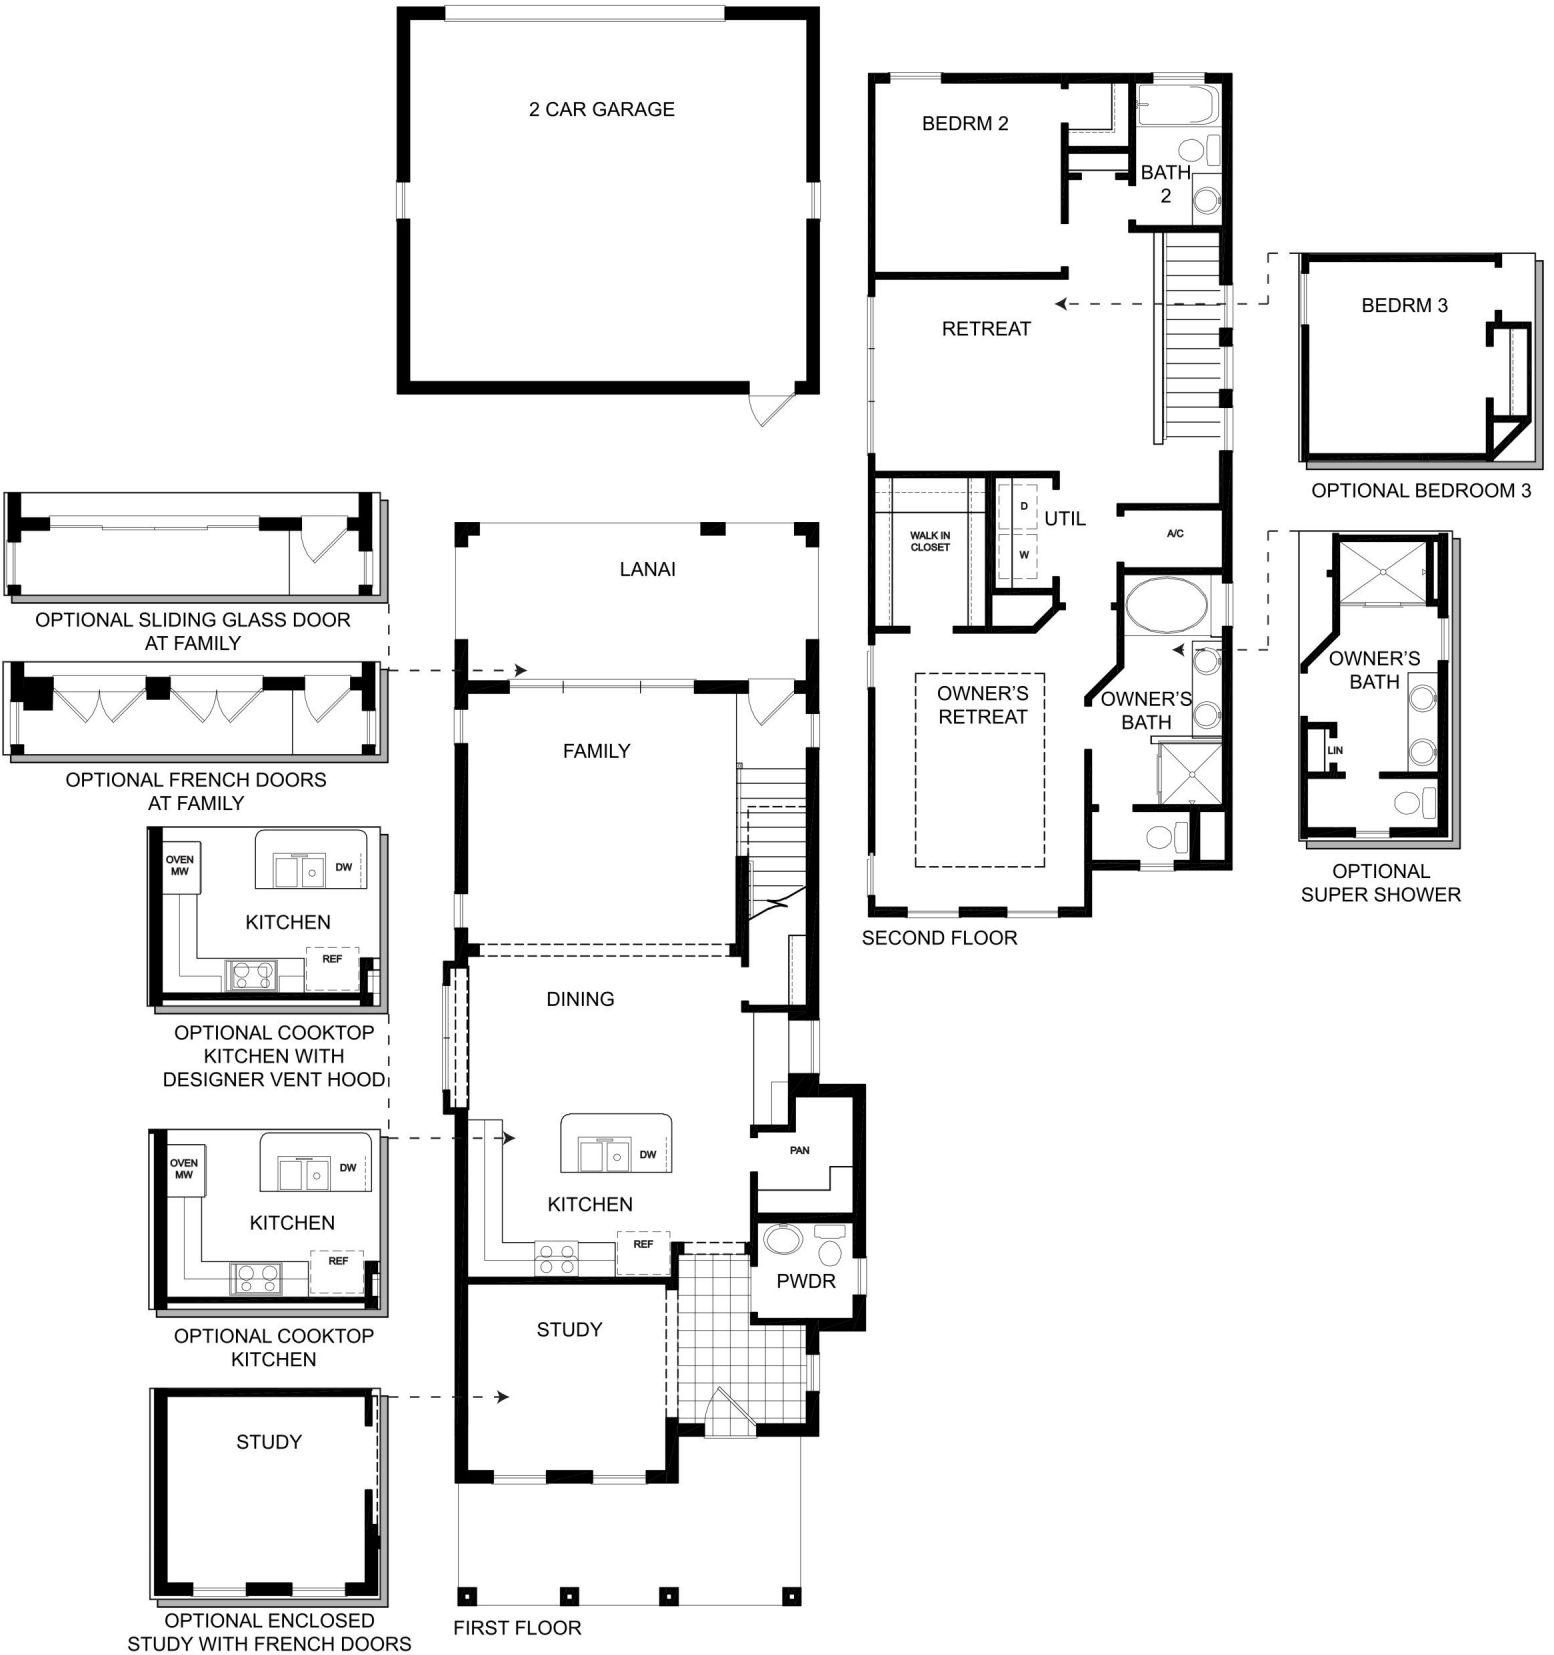 2 CAR GARAGE
BEDRM 2
BATH
2
RETREAT
BEDRM 3
OPTIONAL BEDROOM 3
D
UTIL
W
WALK IN
CLOSET
A/C
OWNER'S
RETREAT
OWNER'S
BATH
SECOND FLOOR
OWNER'S
BATH
LIN
OPTIONAL
SUPER SHOWER
LANAI
FAMILY
DINING
PAN
DW
KITCHEN
REF
PWDR
STUDY
FIRST FLOOR
OPTIONAL SLIDING GLASS DOOR
AT FAMILY
OPTIONAL FRENCH DOORS
AT FAMILY
OVEN
MW
DW
KITCHEN
REF
OPTIONAL COOKTOP
KITCHEN WITH
DESIGNER VENT HOOD
OVEN
MW
DW
KITCHEN
REF
OPTIONAL COOKTOP
KITCHEN
STUDY
OPTIONAL ENCLOSED
STUDY WITH FRENCH DOORS